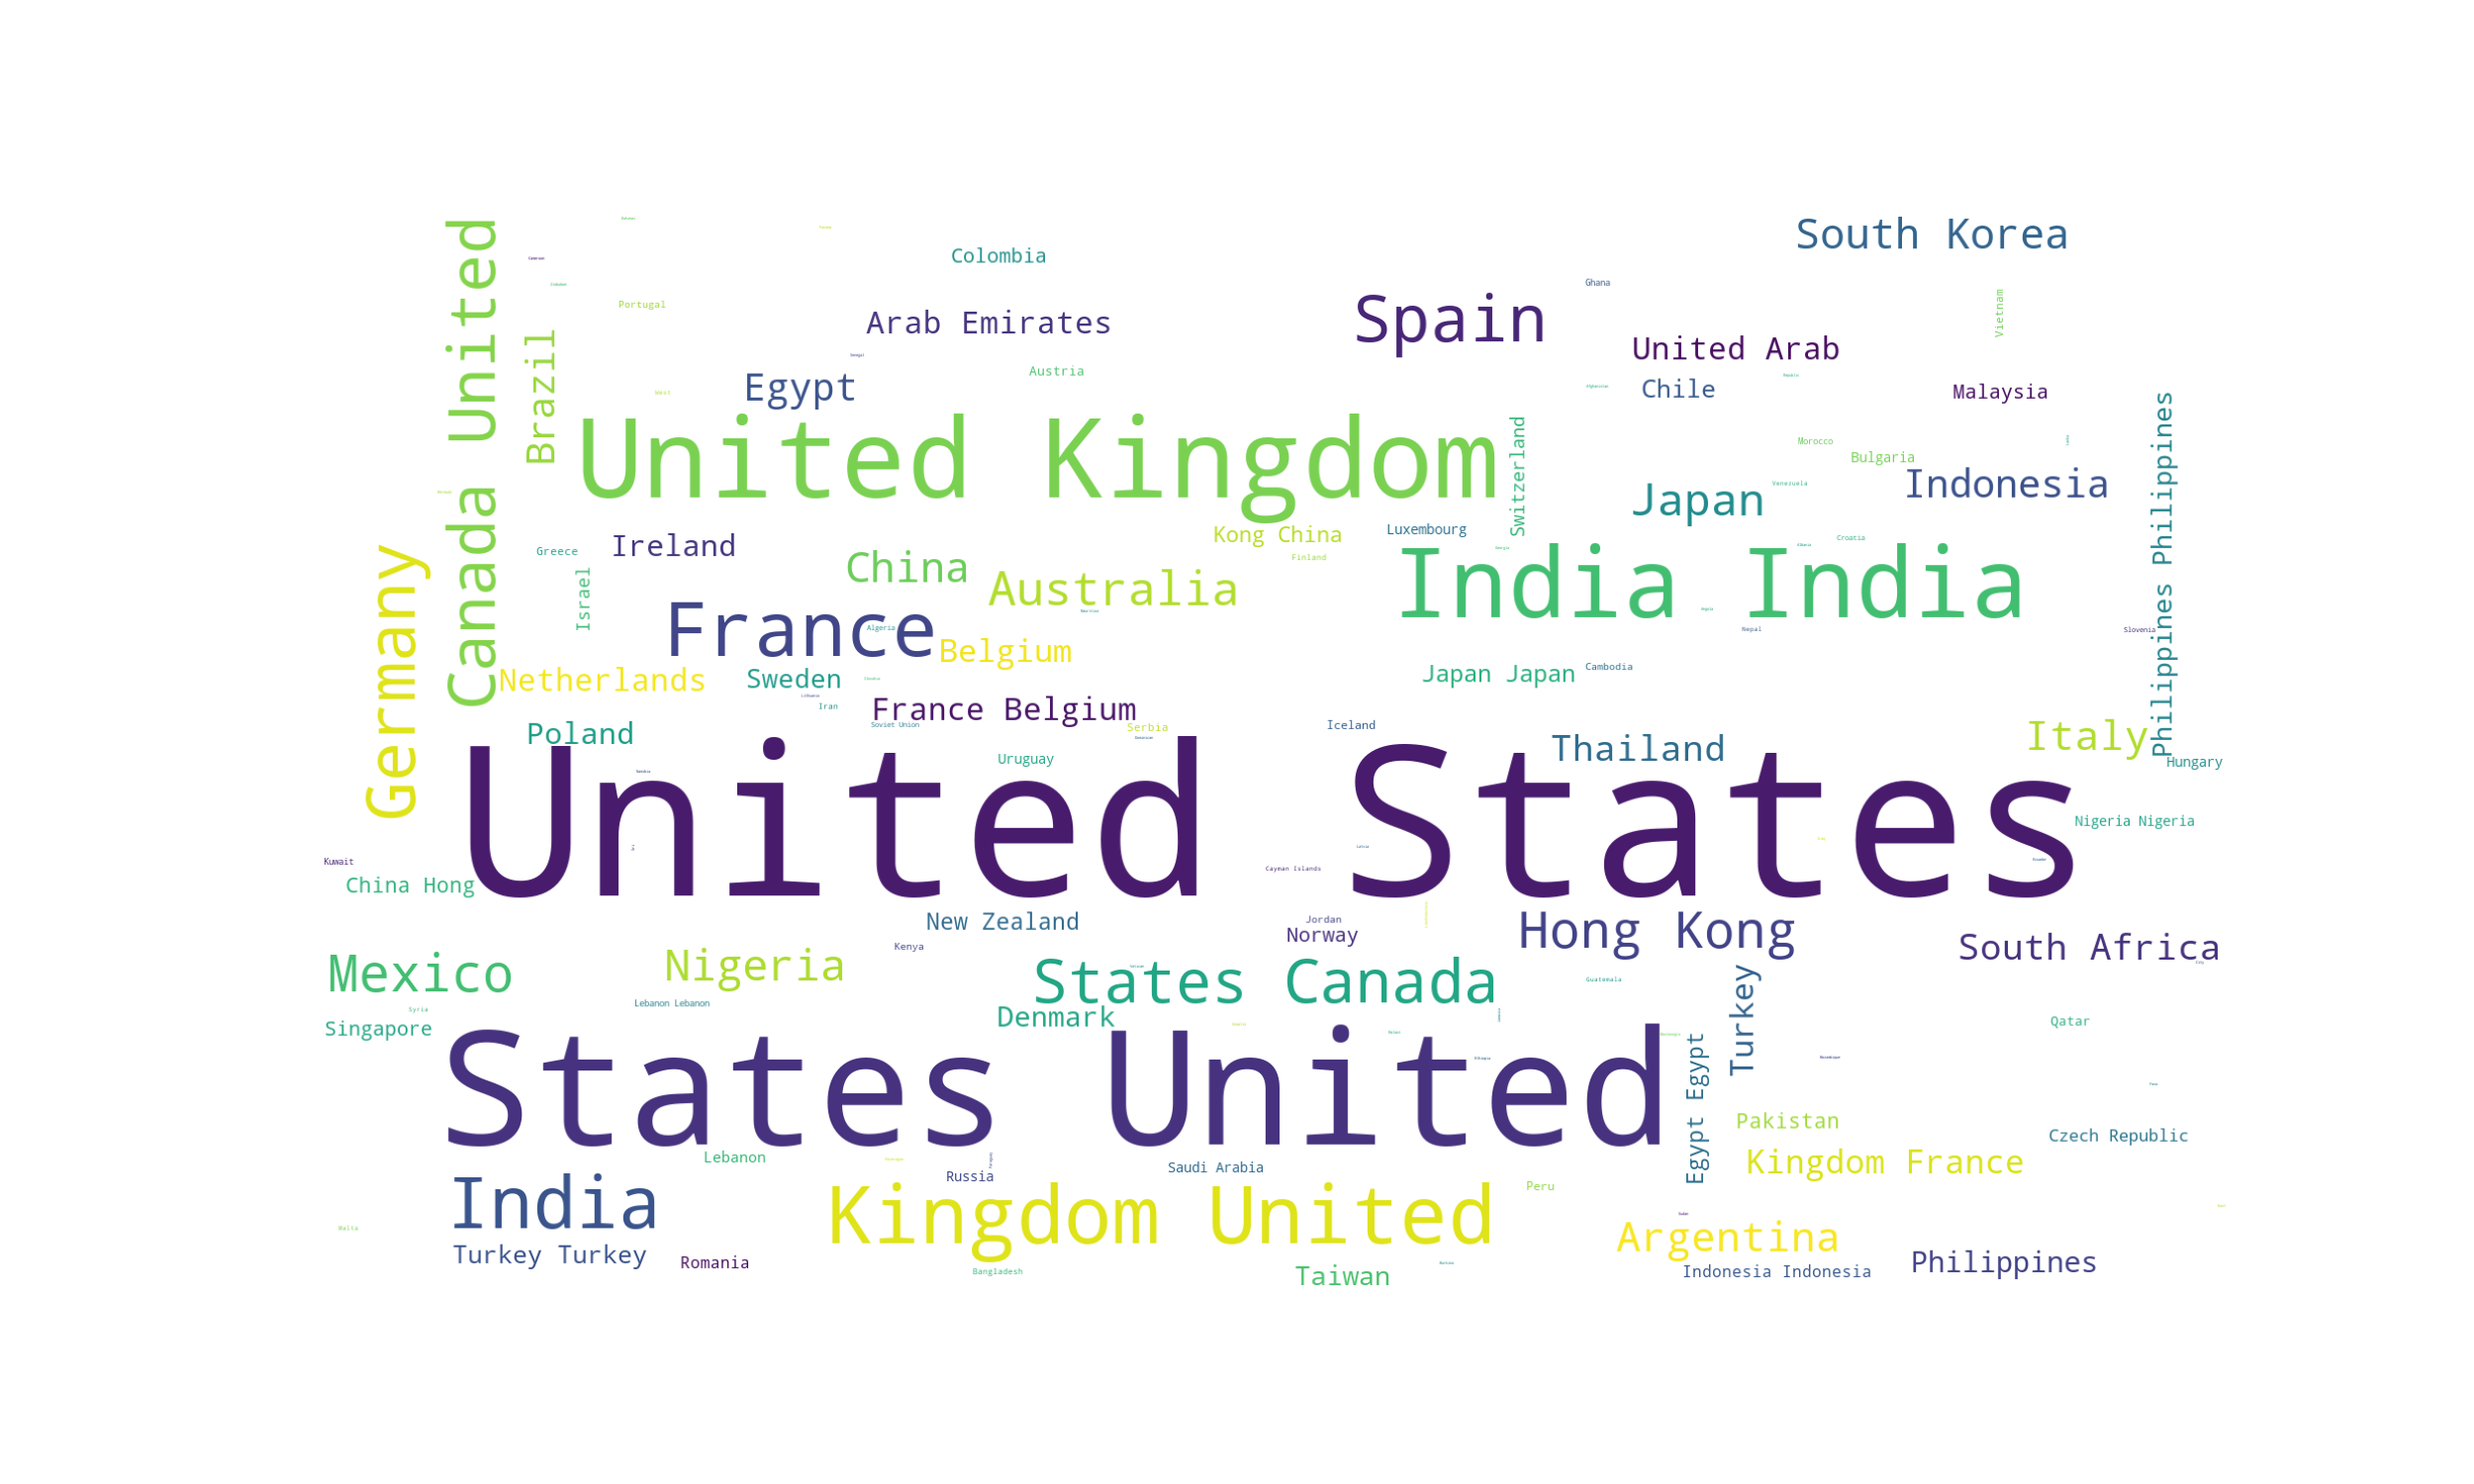 South Korea
Colombia
Canada United
Ghana
Portugal
Vietnam
Arab Emirates
Spain
Brazil
United Arab
Austria
Egypt
Chile
Malaysia
West
Philippines Philippines
United Kingdom
Switzerland
Morocco
Bulgaria
Indonesia
Venezuela
Japan
Luxembourg
Kong China
Ireland
Croatia
Greece
Finland
China
Germany
Israel
Australia
India India
Algeria
France
Nepal
Slovenia
Belgium
Cambodia
Japan Japan
Netherlands
Sweden
Iran
France Belgium
Soviet Union
Serbia
Iceland
Poland
Italy
Thailand
Uruguay
Hungary
United States
Nigeria Nigeria
Kuwait
Cayman Islands
China Hong
New Zealand
Jordan
Norway
Hong Kong
Kenya
South Africa
Mexico
Nigeria
States Canada
Guatemala
Lebanon Lebanon
Syria
Denmark
Turkey
Singapore
Qatar
States United
Egypt Egypt
Pakistan
Czech Republic
Lebanon
Kingdom France
Saudi Arabia
Russia
Peru
India
Kingdom United
Malta
Argentina
Turkey Turkey
Romania
Philippines
Bangladesh
Taiwan
Indonesia Indonesia